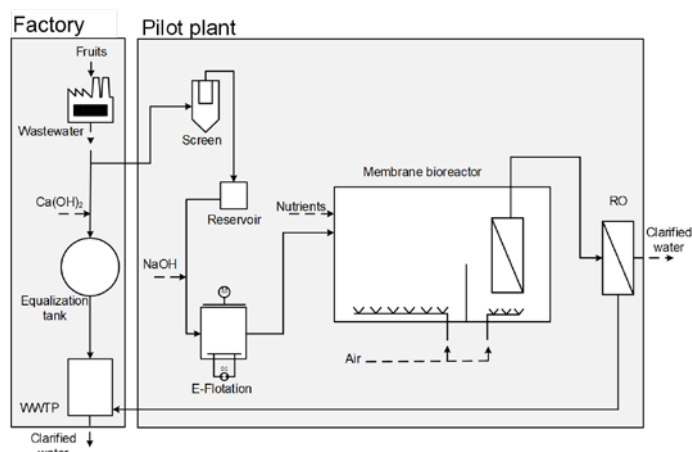 Factory
Pilot plant
Fruits
Wastewater
Ca(OH)2
Equalization
tank
WWTP
Clarified
water
Screen
Reservoir
NaOH
M
E-Flotation
Membrane bioreactor
Nutrients
Air
RO
Clarified
water